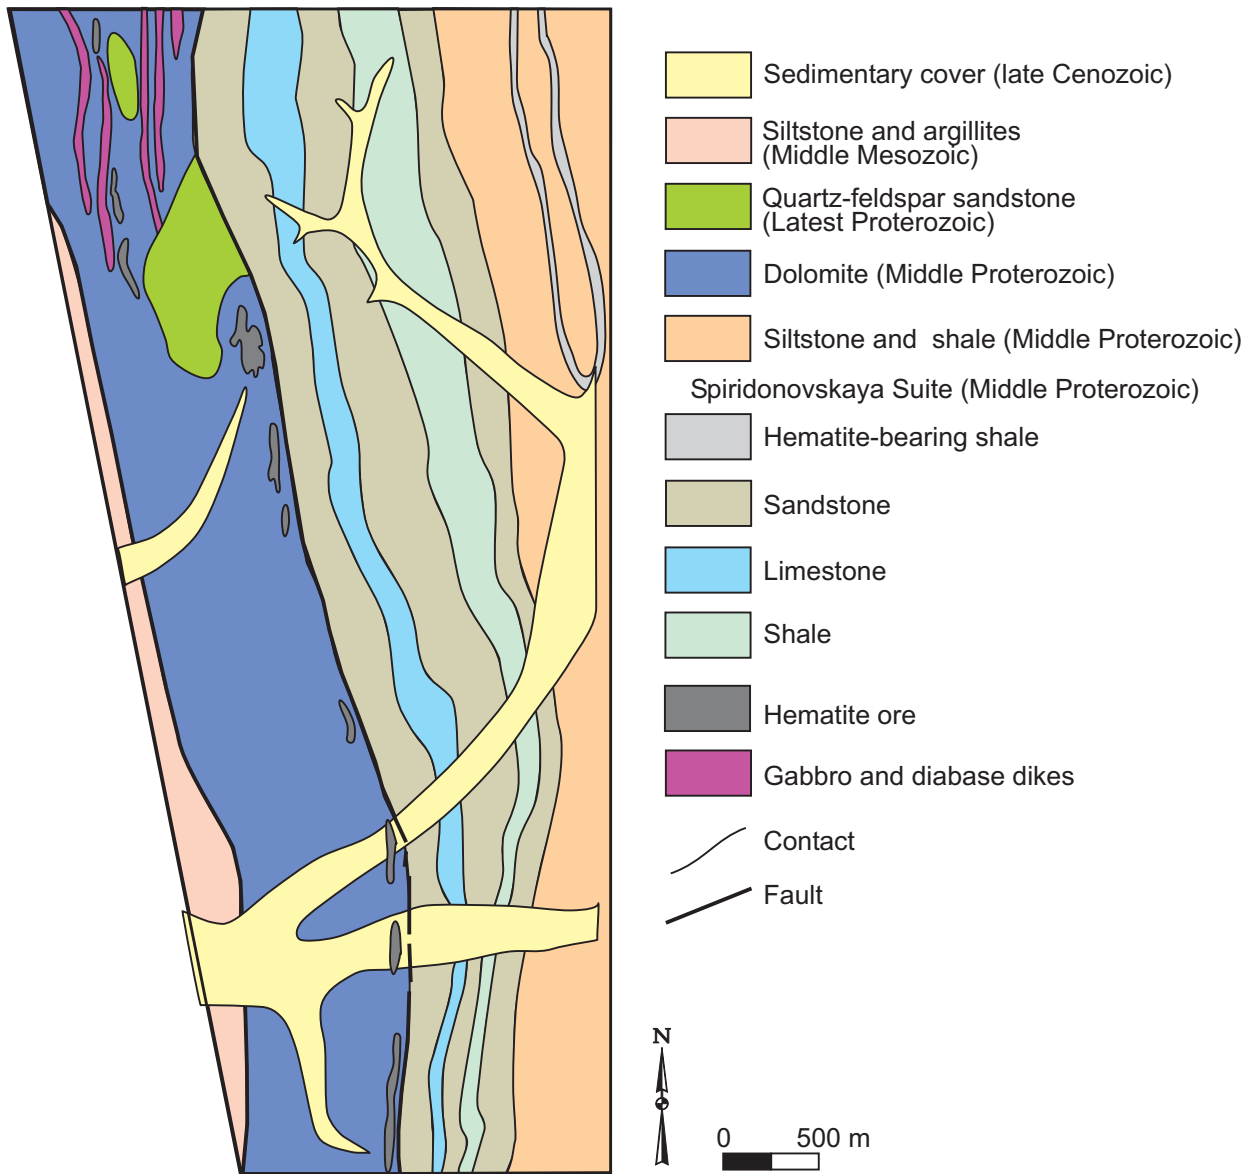 Sedimentary cover (late Cenozoic)
Siltstone and argillites
(Middle Mesozoic)
Quartz-feldspar sandstone
(Latest Proterozoic)
Dolomite (Middle Proterozoic)
Siltstone and shale (Middle Proterozoic)
Spiridonovskaya Suite (Middle Proterozoic)
Hematite-bearing shale
Sandstone
Limestone
Shale
Hematite ore
Gabbro and diabase dikes
Contact
Fault
N
0 500 m